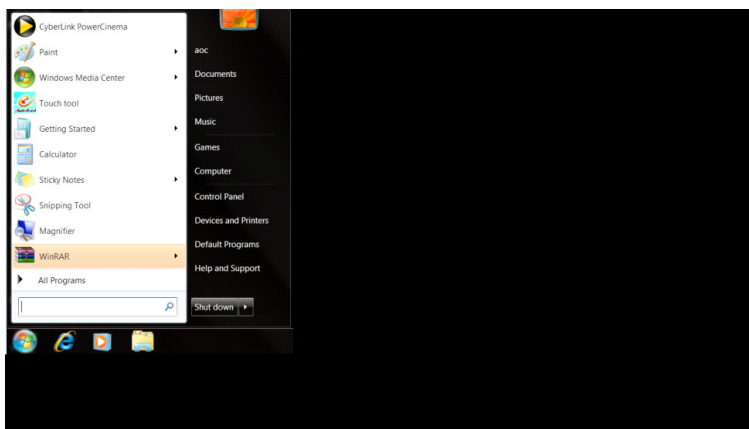 CyberLink PowerCinema
Paint
Windows Media Center
Touch tool
Getting Started
Calculator
Sticky Notes
Snipping Tool
Magnifier
WinRAR
All Programs
aoc
Documents
Pictures
Music
Games
Computer
Control Panel
Devices and Printers
Default Programs
Help and Support
Shut down